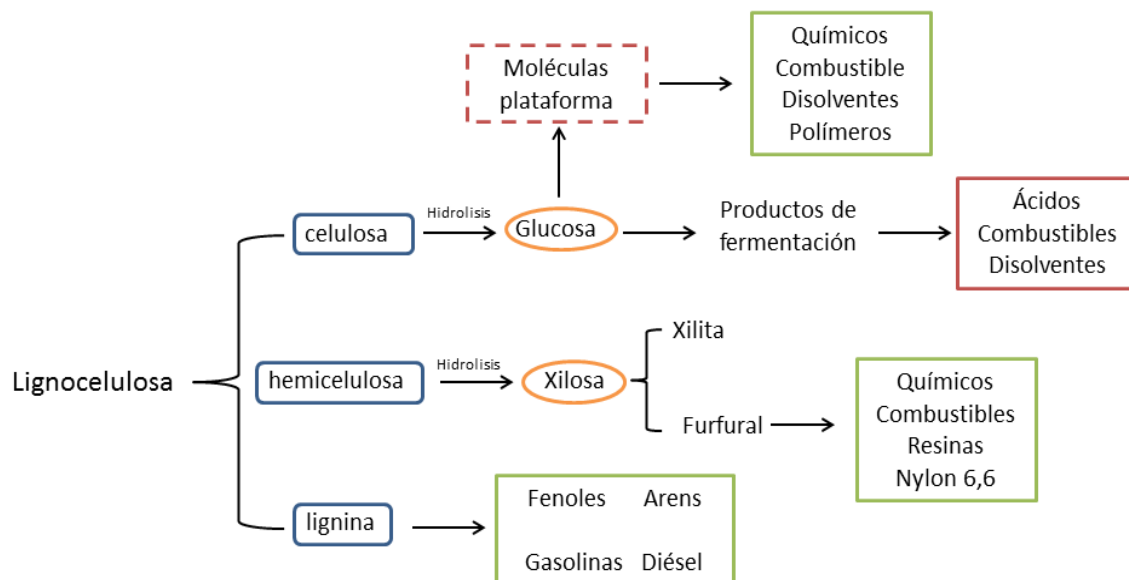 Moléculas
plataforma
Químicos
Combustible
Disolventes
Polímeros
celulosa
Hidrolisis
Glucosa
Productos de
fermentación
Ácidos
Combustibles
Disolventes
Lignocelulosa
hemicelulosa
Hidrolisis
Xilosa
Xilita
Furfural
Químicos
Combustibles
Resinas
Nylon 6,6
lignina
Fenoles Arens
Gasolinas Diésel